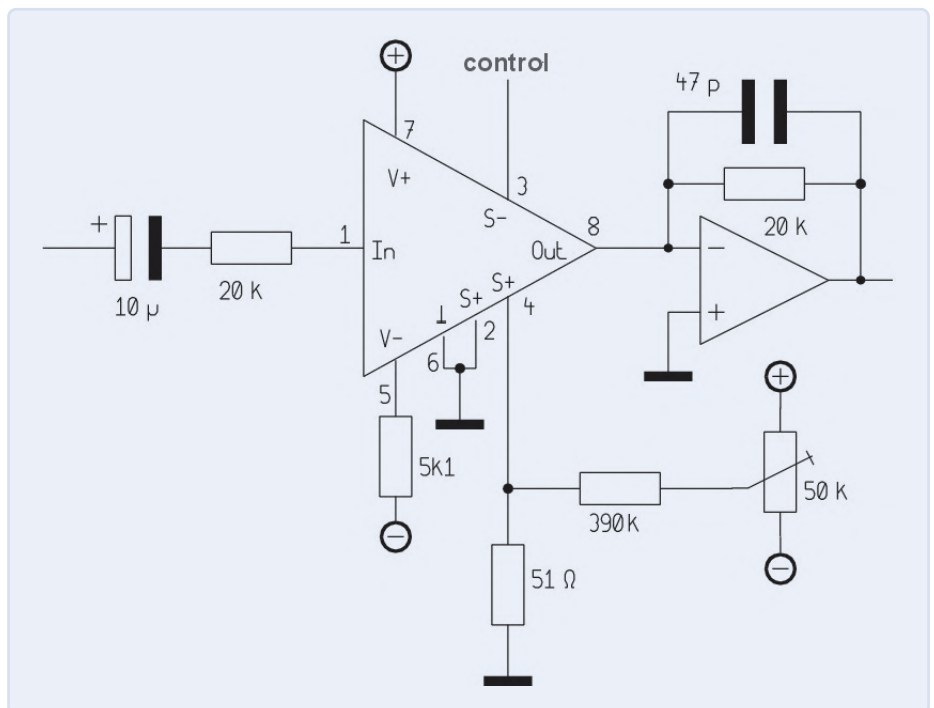 control
47 p
7
V+
3
S-
20 k
8
+
1
In
Out
−
20 k
10 µ
S+
S+
4
⊥
2
+
V-
6
5
5k1
50 k
390k
51 Ω